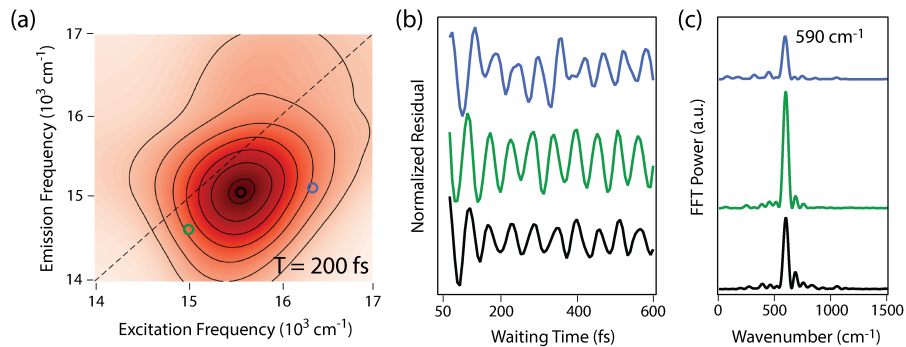 (a)
17
16
15
14
14
15
16
17
Emission Frequency (10³ cm⁻¹)
Excitation Frequency (10³ cm⁻¹)
T = 200 fs
(b)
Normalized Residual
50
200
400
600
Waiting Time (fs)
(c)
590 cm⁻¹
FFT Power (a.u.)
0
500
1000
1500
Wavenumber (cm⁻¹)